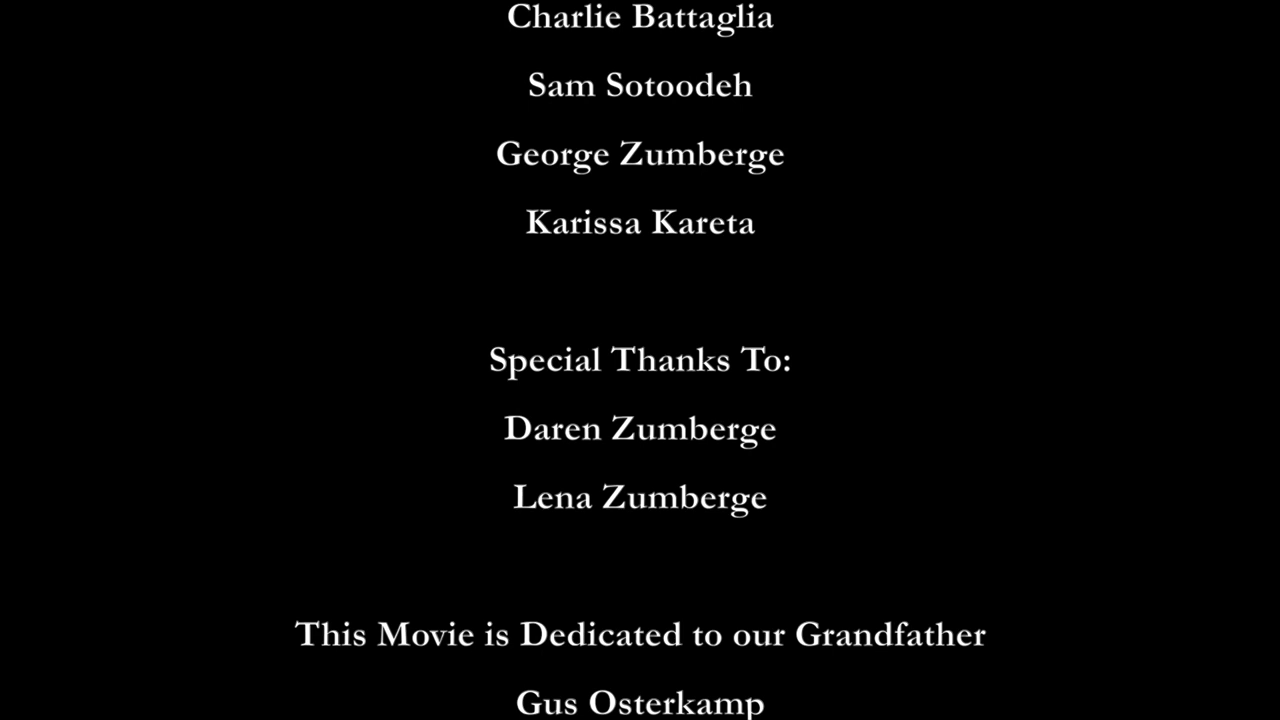 Charlie Battaglia
Sam Sotoodeh
George Zumberge
Karissa Kareta
Special Thanks To:
Daren Zumberge
Lena Zumberge
This Movie is Dedicated to our Grandfather
Gus Osterkamp